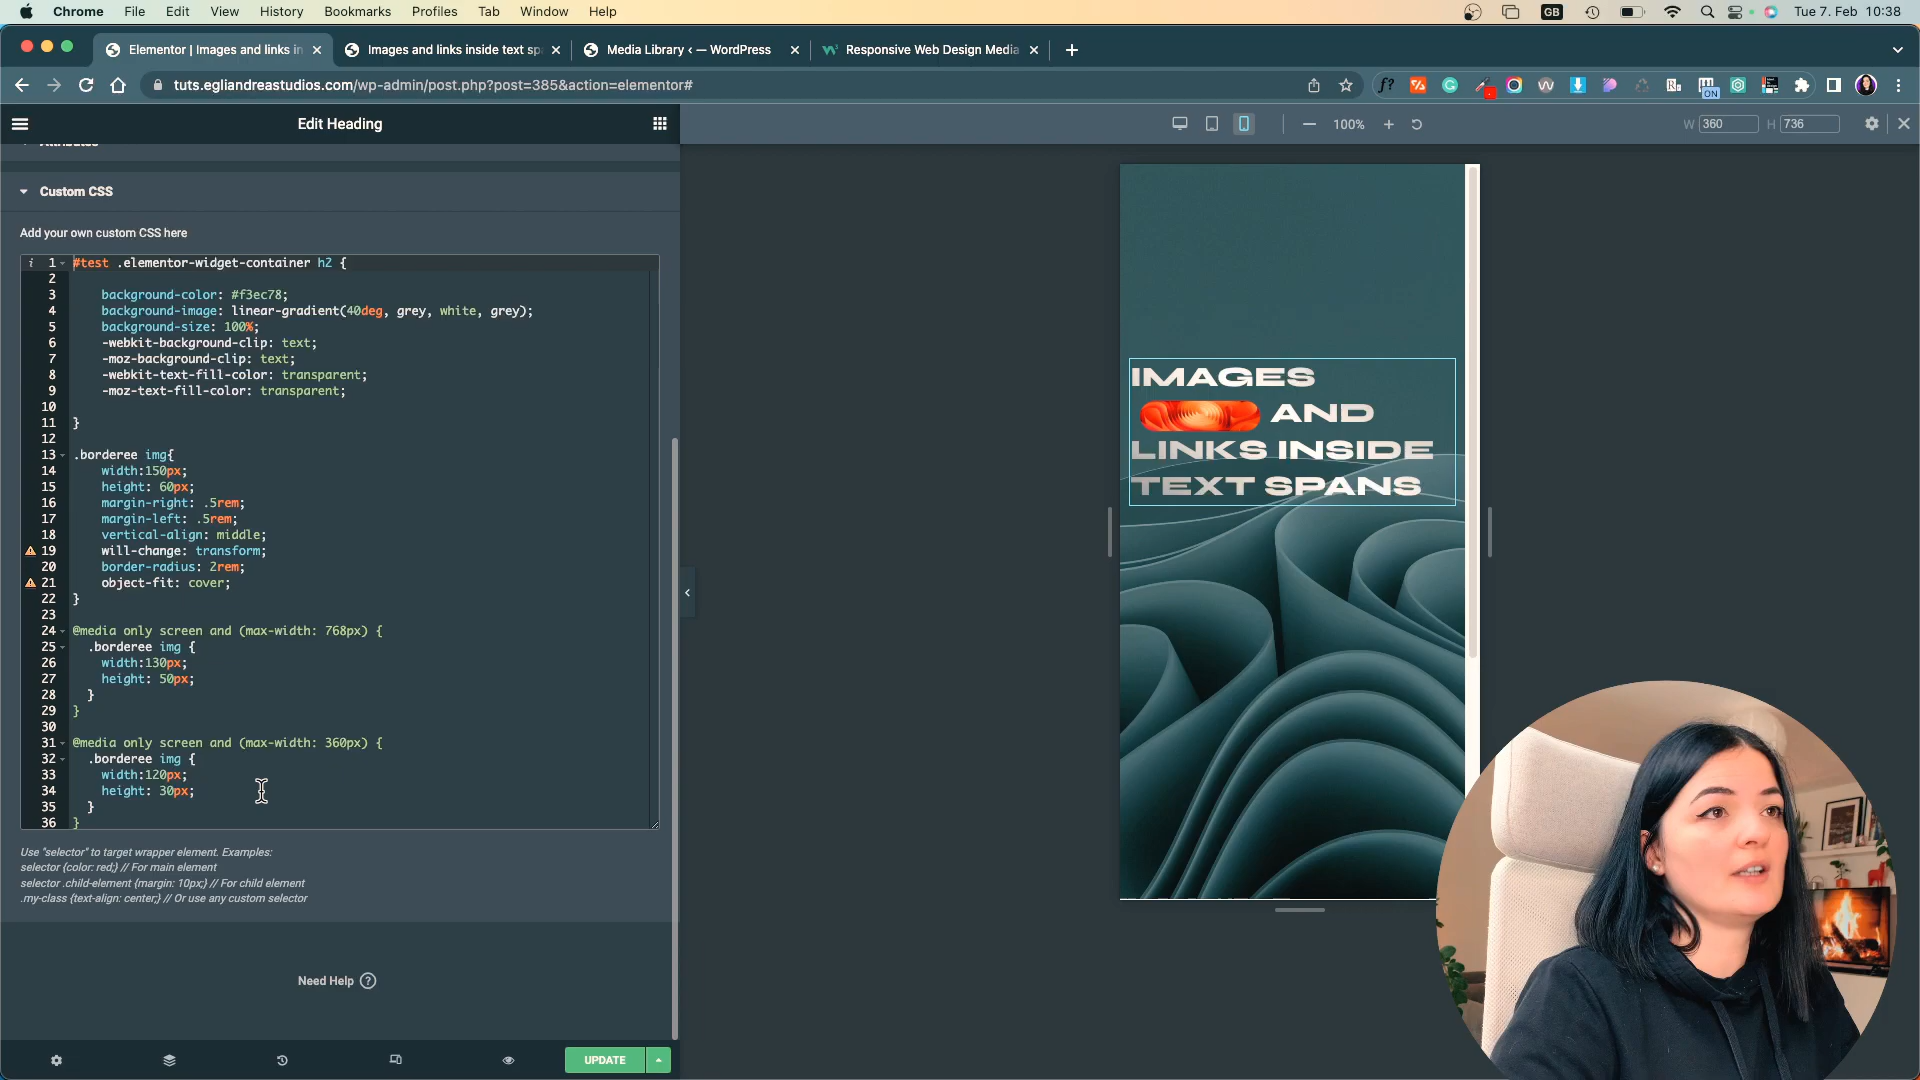 Chrome File Edit View History Bookmarks Profiles Tab Window Help
GB
Tue 7. Feb 10:38
Elementor | Images and links in
Images and links inside text sp
Media Library ‹ — WordPress
Responsive Web Design Media
tuts.egliandreastudios.com/wp-admin/post.php?post=385&action=elementor#
ON
Edit Heading
100%
W 360
H 736
Attributes
Custom CSS
Add your own custom CSS here
i 1 #test .elementor-widget-container h2 {
2
3 background-color: #f3ec78;
4 background-image: linear-gradient(40deg, grey, white, grey);
5 background-size: 100%;
6 -webkit-background-clip: text;
7 -moz-background-clip: text;
8 -webkit-text-fill-color: transparent;
9 -moz-text-fill-color: transparent;
10
11 }
12
13 .borderee img{
14 width:150px;
15 height: 60px;
16 margin-right: .5rem;
17 margin-left: .5rem;
18 vertical-align: middle;
19 will-change: transform;
20 border-radius: 2rem;
21 object-fit: cover;
22 }
23
24 @media only screen and (max-width: 768px) {
25 .borderee img {
26 width:130px;
27 height: 50px;
28 }
29 }
30
31 @media only screen and (max-width: 360px) {
32 .borderee img {
33 width:120px;
34 height: 30px;
35 }
36 }
Use "selector" to target wrapper element. Examples:
selector {color: red;} // For main element
selector .child-element {margin: 10px;} // For child element
.my-class {text-align: center;} // Or use any custom selector
Need Help ?
UPDATE
IMAGES
AND
LINKS INSIDE
TEXT SPANS